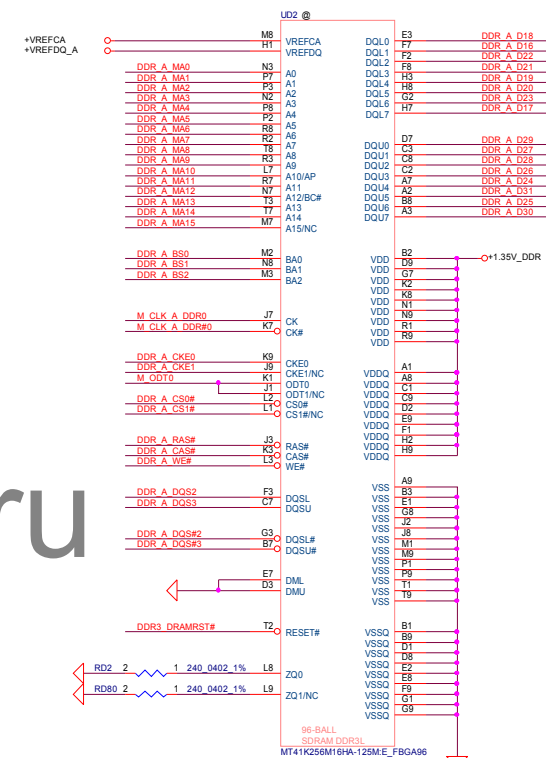 UD2 @
+VREFCA M8 VREFCA DQL0 E3 DDR_A_D18
+VREFDQ_A H1 VREFDQ DQL1 F7 DDR_A_D16
DQL2 F2 DDR_A_D22
DDR_A_MA0 N3 A0 DQL3 F8 DDR_A_D21
DDR_A_MA1 P7 A1 DQL4 H3 DDR_A_D19
DDR_A_MA2 P3 A2 DQL5 H8 DDR_A_D20
DDR_A_MA3 N2 A3 DQL6 G2 DDR_A_D23
DDR_A_MA4 P8 A4 DQL7 H7 DDR_A_D17
DDR_A_MA5 P2 A5
DDR_A_MA6 R8 A6 DQU0 D7 DDR_A_D29
DDR_A_MA7 R2 A7 DQU1 C3 DDR_A_D27
DDR_A_MA8 T8 A8 DQU2 C8 DDR_A_D28
DDR_A_MA9 R3 A9 DQU3 C2 DDR_A_D26
DDR_A_MA10 L7 A10/AP DQU4 A7 DDR_A_D24
DDR_A_MA11 R7 A11 DQU5 A2 DDR_A_D31
DDR_A_MA12 N7 A12/BC# DQU6 B8 DDR_A_D25
DDR_A_MA13 T3 A13 DQU7 A3 DDR_A_D30
DDR_A_MA14 T7 A14
DDR_A_MA15 M7 A15/NC
DDR_A_BS0 M2 BA0 VDD B2 +1.35V_DDR
DDR_A_BS1 N8 BA1 VDD D9
DDR_A_BS2 M3 BA2 VDD G7
VDD K2
VDD K8
M_CLK_A_DDR0 J7 CK VDD N1
M_CLK_A_DDR#0 K7 CK# VDD N9
VDD R1
VDD R9
DDR_A_CKE0 K9 CKE0
DDR_A_CKE1 J9 CKE1/NC VDDQ A1
M_ODT0 K1 ODT0 VDDQ A8
J1 ODT1/NC VDDQ C1
DDR_A_CS0# L2 CS0# VDDQ C9
DDR_A_CS1# L1 CS1#/NC VDDQ D2
VDDQ E9
VDDQ F1
DDR_A_RAS# J3 RAS# VDDQ H2
DDR_A_CAS# K3 CAS# VDDQ H9
DDR_A_WE# L3 WE#
ru
VSS A9
DDR_A_DQS2 F3 DQSL VSS B3
DDR_A_DQS3 C7 DQSU VSS E1
VSS G8
VSS J2
DDR_A_DQS#2 G3 DQSL# VSS J8
DDR_A_DQS#3 B7 DQSU# VSS M1
VSS M9
VSS P1
E7 DML VSS P9
D3 DMU VSS T1
VSS T9
DDR3_DRAMRST# T2 RESET# VSSQ B1
VSSQ B9
VSSQ D1
VSSQ D8
RD2 2 1 240_0402_1% L8 ZQ0 VSSQ E2
VSSQ E8
RD80 2 1 240_0402_1% L9 ZQ1/NC VSSQ F9
VSSQ G1
VSSQ G9
96-BALL
SDRAM DDR3L
MT41K256M16HA-125M:E_FBGA96